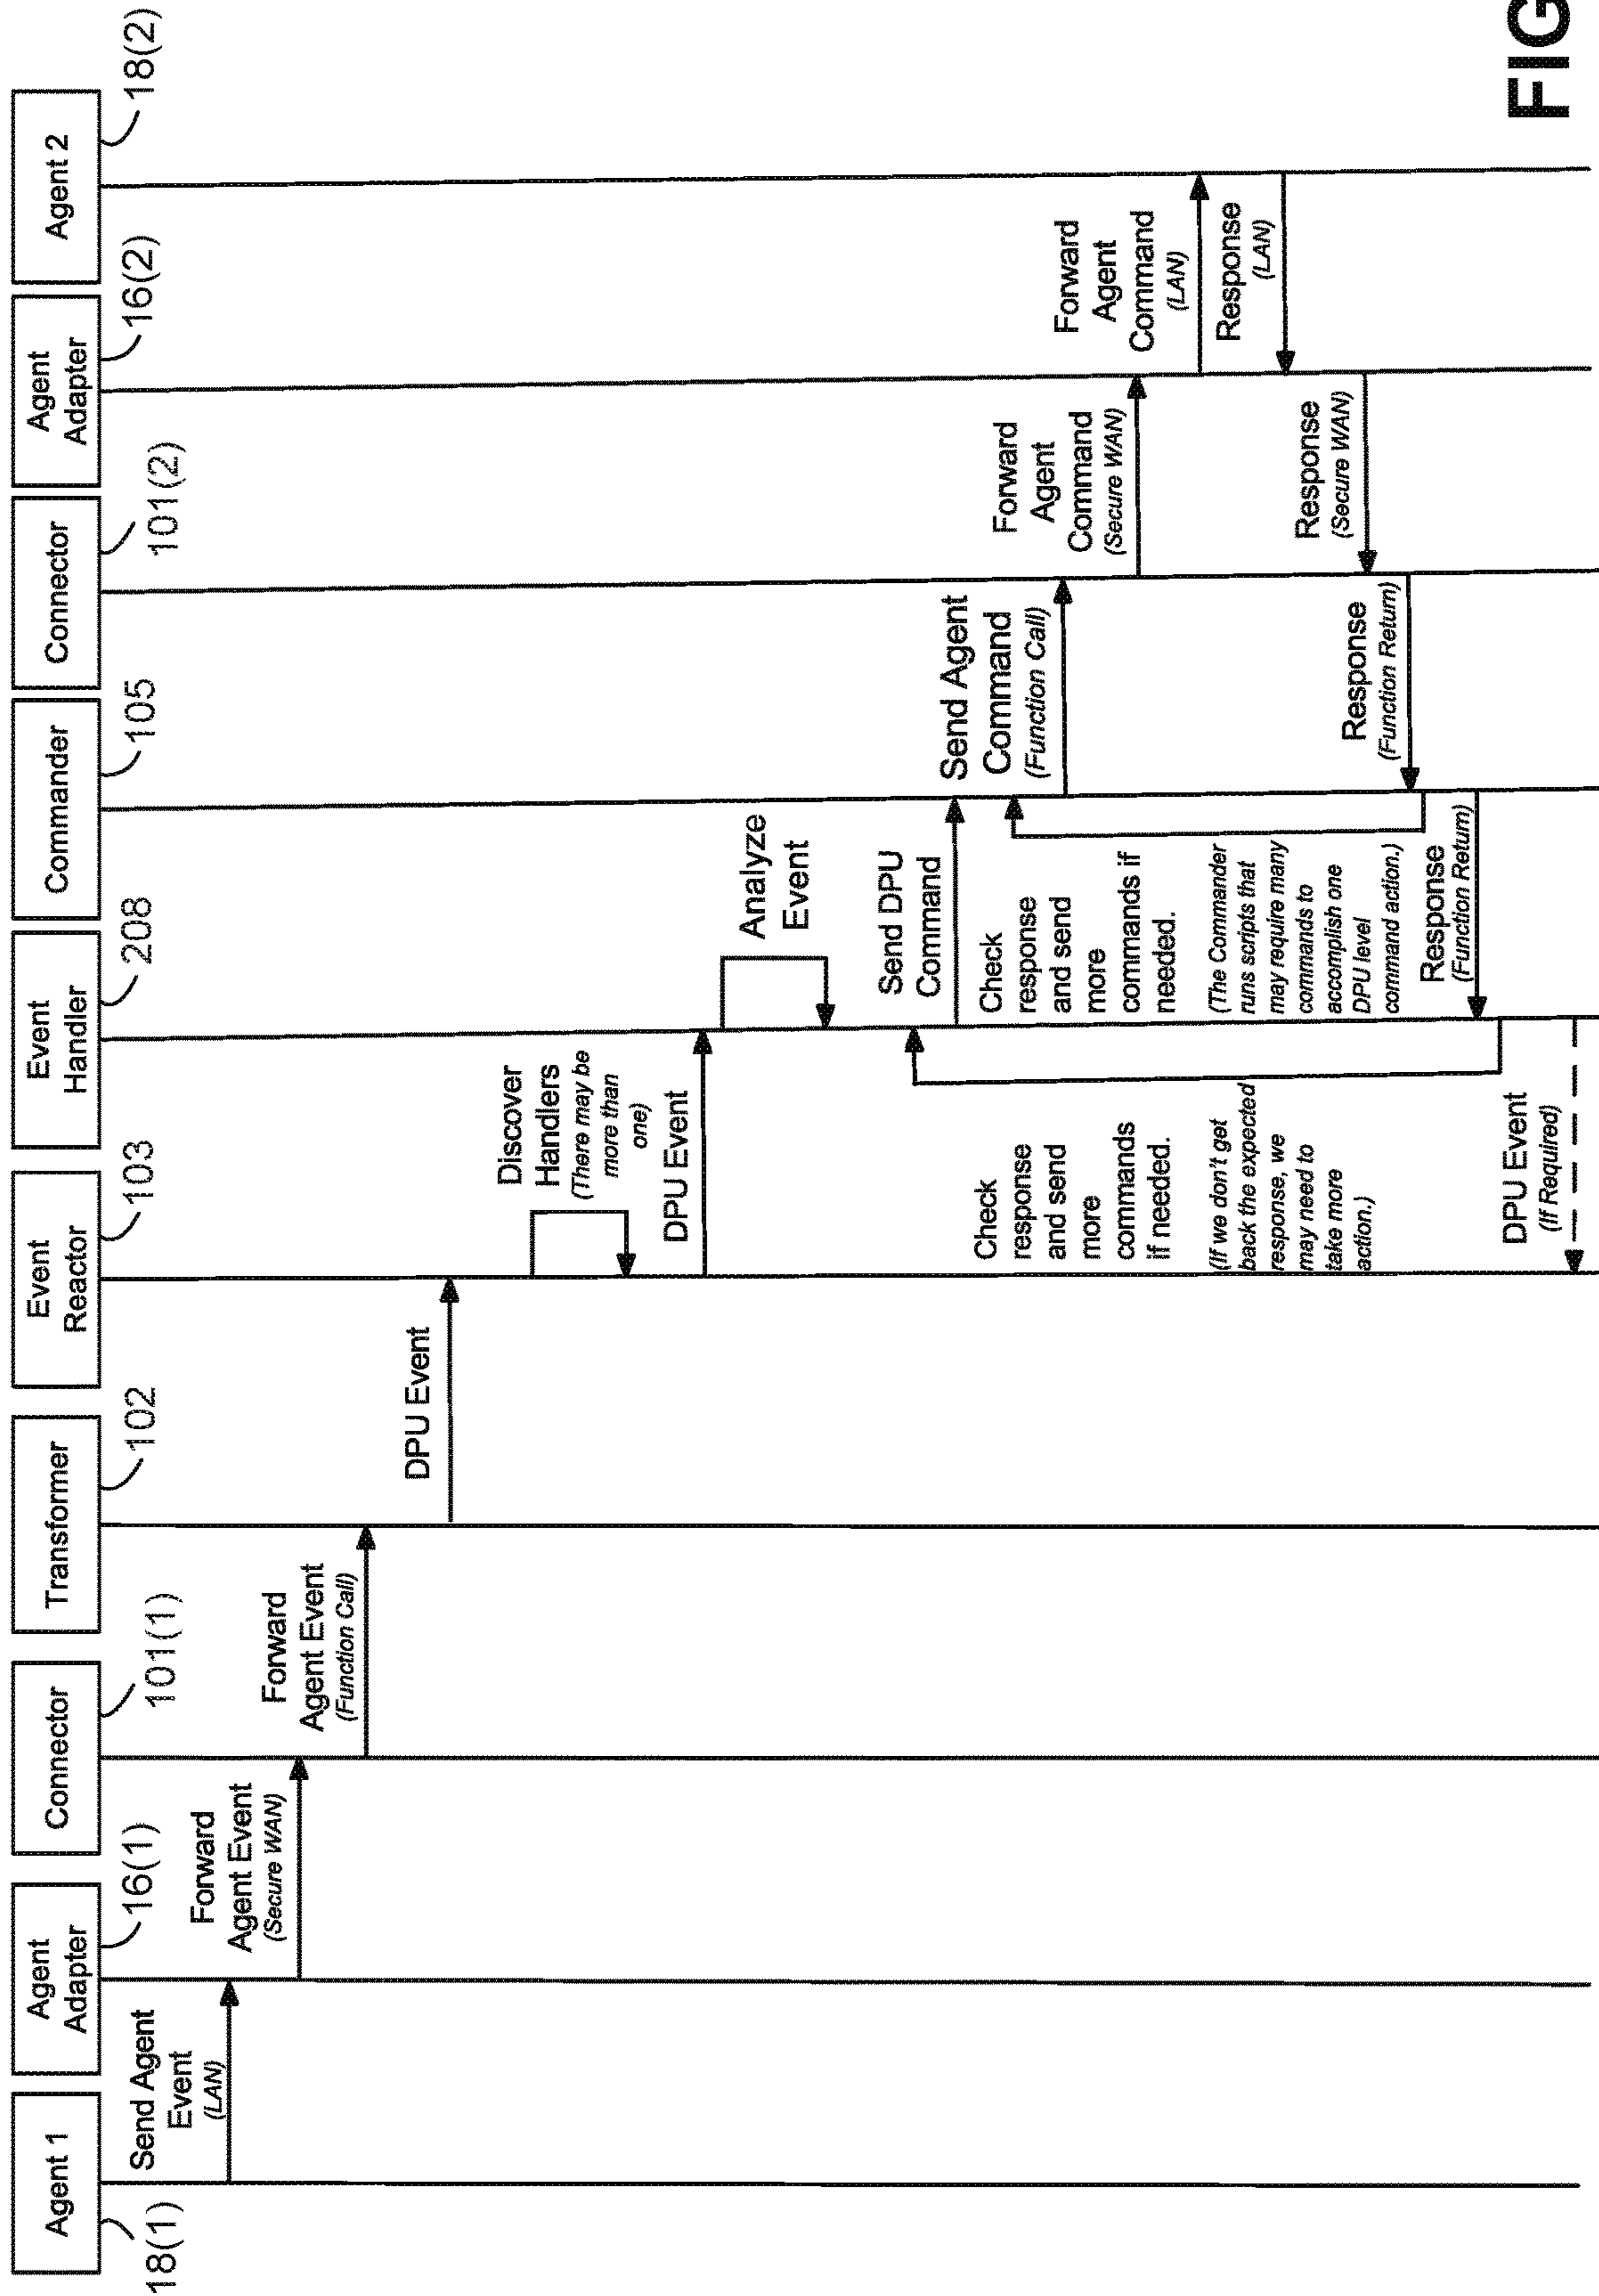 Agent 1
18(1)
Agent
Adapter
16(1)
Connector
101(1)
Transformer
102
Event
Reactor
103
Event
Handler
208
Commander
105
Connector
101(2)
Agent
Adapter
16(2)
Agent 2
18(2)
Send Agent
Event
(LAN)
Forward
Agent Event
(Secure WAN)
Forward
Agent Event
(Function Call)
DPU Event
Discover
Handlers
(There may be
more than
one)
DPU Event
Analyze
Event
Send DPU
Command
Send Agent
Command
(Function Call)
Forward
Agent
Command
(Secure WAN)
Forward
Agent
Command
(LAN)
Response
(LAN)
Response
(Secure WAN)
Response
(Function Return)
Check
response
and send
more
commands if
needed.
(The Commander
runs scripts that
may require many
commands to
accomplish one
DPU level
command action.)
Response
(Function Return)
Check
response
and send
more
commands
if needed.
(If we don't get
back the expected
response, we
may need to
take more
action.)
DPU Event
(If Required)
FIG